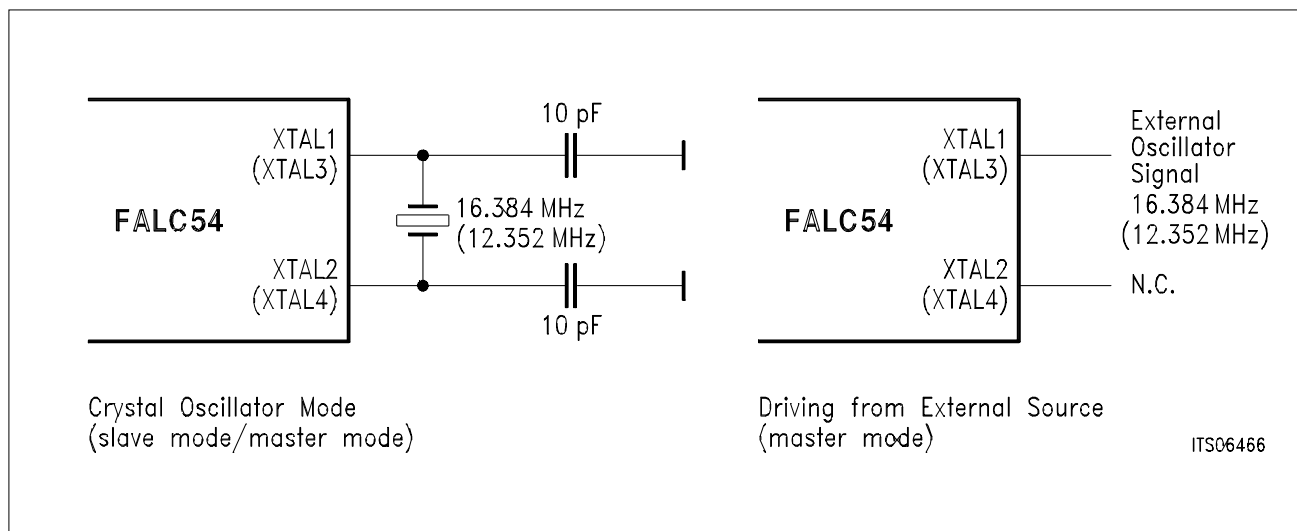 10 pF
XTAL1
(XTAL3)
FALC54
16.384 MHz
(12.352 MHz)
XTAL2
(XTAL4)
10 pF
Crystal Oscillator Mode
(slave mode/master mode)
XTAL1
(XTAL3)
External
Oscillator
Signal
16.384 MHz
(12.352 MHz)
FALC54
XTAL2
(XTAL4)
N.C.
Driving from External Source
(master mode)
ITS06466